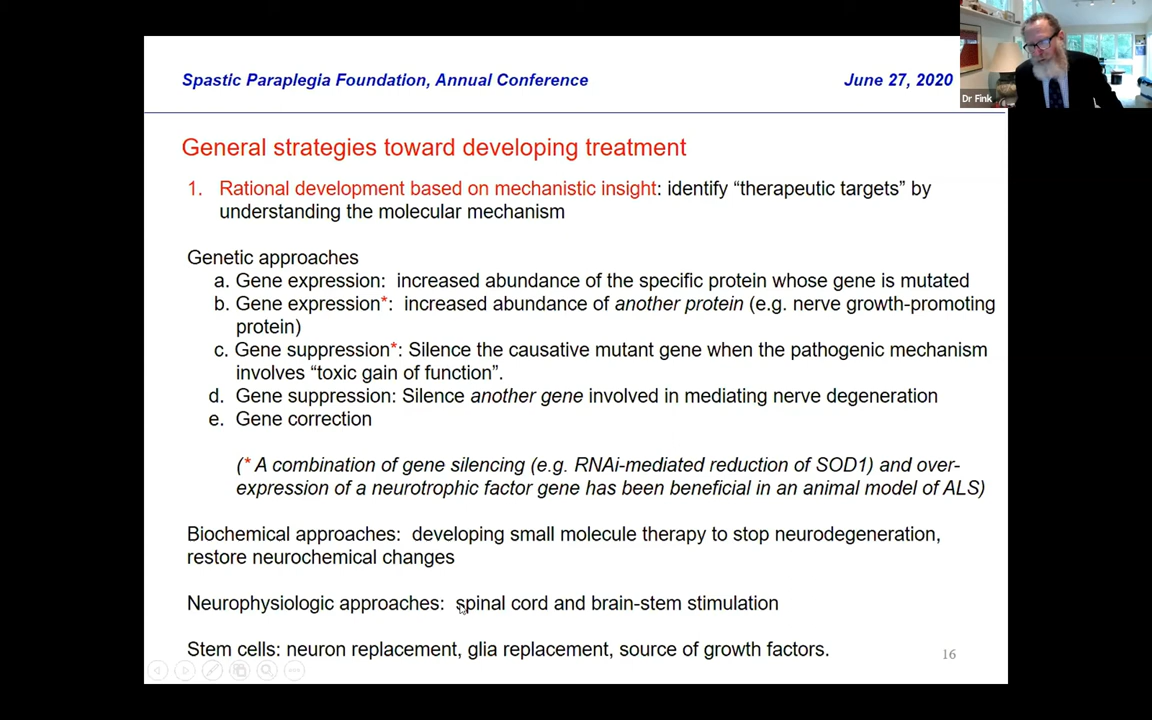 Spastic Paraplegia Foundation, Annual Conference
June 27, 2020
Dr Fink
General strategies toward developing treatment
1. Rational development based on mechanistic insight: identify “therapeutic targets” by
understanding the molecular mechanism
Genetic approaches
a. Gene expression: increased abundance of the specific protein whose gene is mutated
b. Gene expression*: increased abundance of another protein (e.g. nerve growth-promoting
protein)
c. Gene suppression*: Silence the causative mutant gene when the pathogenic mechanism
involves “toxic gain of function”.
d. Gene suppression: Silence another gene involved in mediating nerve degeneration
e. Gene correction
(* A combination of gene silencing (e.g. RNAi-mediated reduction of SOD1) and over-
expression of a neurotrophic factor gene has been beneficial in an animal model of ALS)
Biochemical approaches: developing small molecule therapy to stop neurodegeneration,
restore neurochemical changes
Neurophysiologic approaches: spinal cord and brain-stem stimulation
Stem cells: neuron replacement, glia replacement, source of growth factors.
16